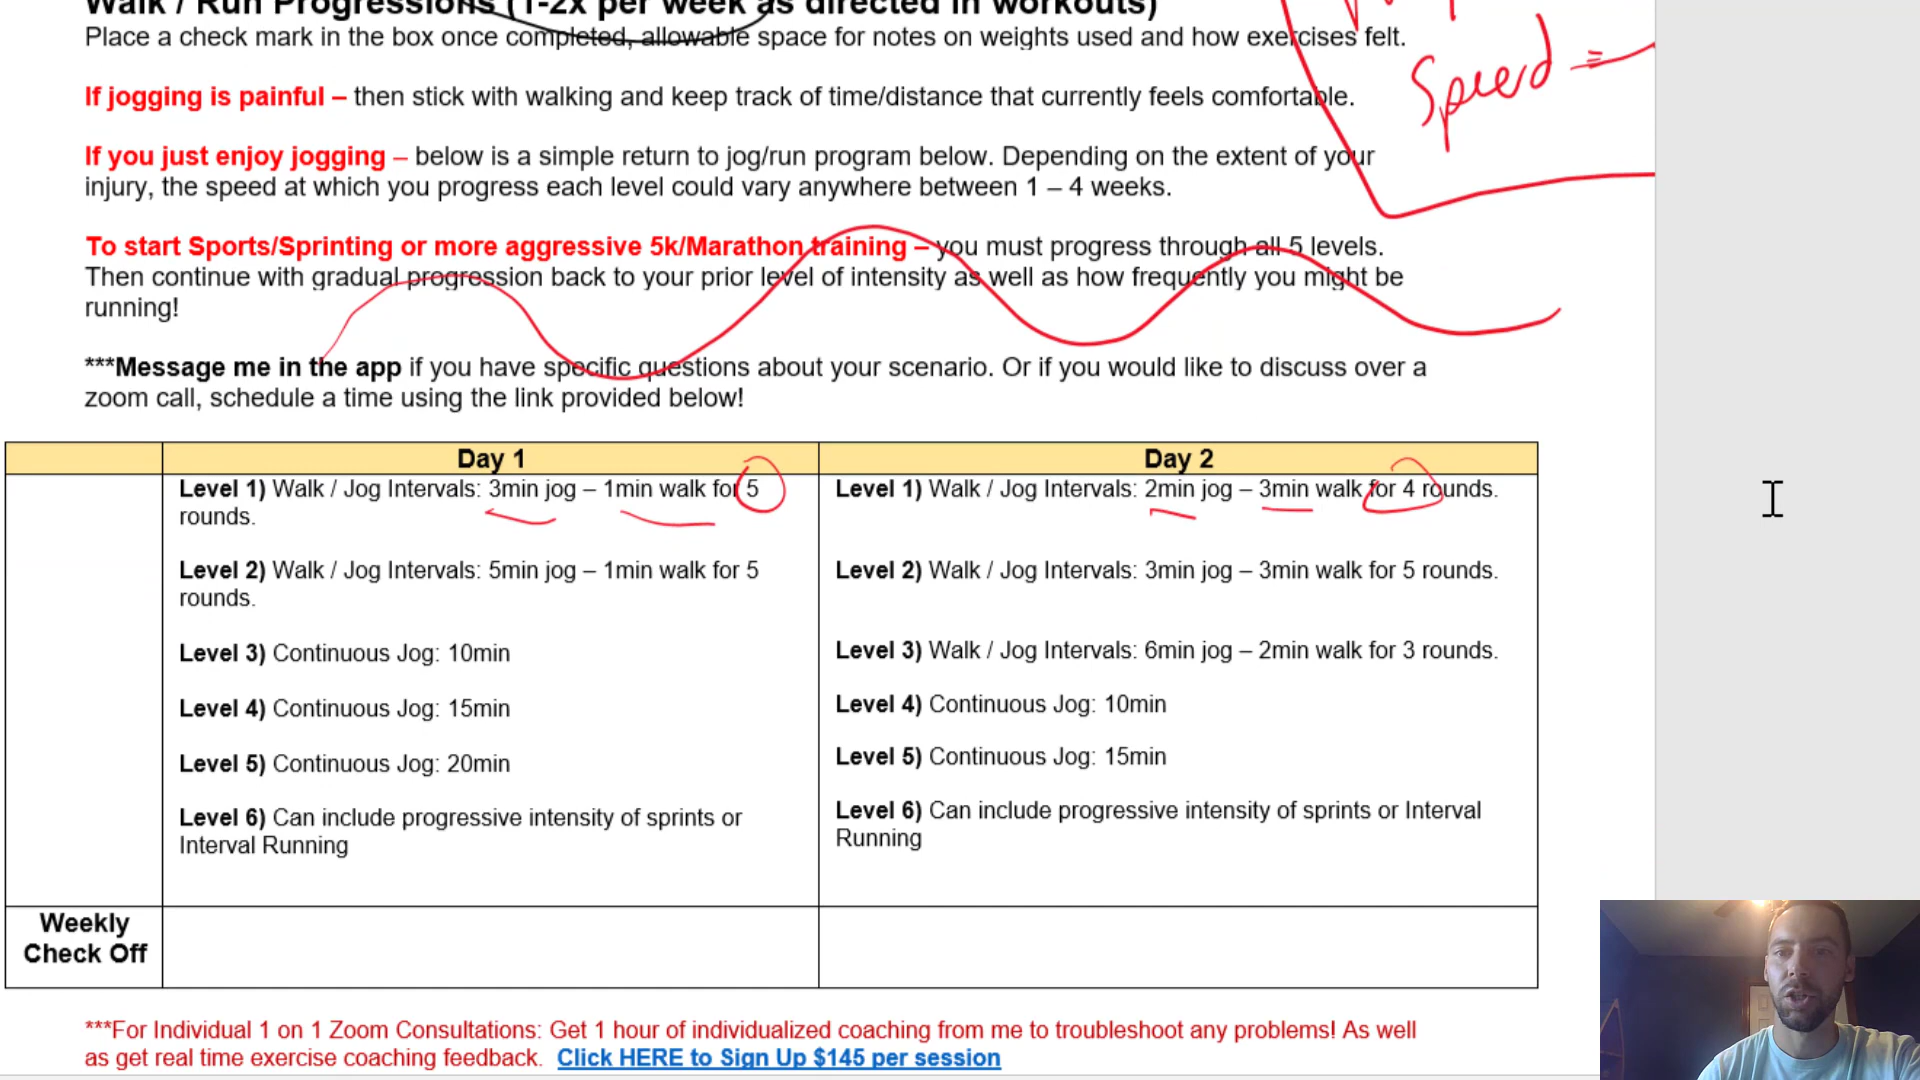 Walk / Run Progressions (1-2x per week as directed in workouts)
Place a check mark in the box once completed, allowable space for notes on weights used and how exercises felt.
Speed =
If jogging is painful – then stick with walking and keep track of time/distance that currently feels comfortable.
If you just enjoy jogging – below is a simple return to jog/run program below. Depending on the extent of your
injury, the speed at which you progress each level could vary anywhere between 1 – 4 weeks.
To start Sports/Sprinting or more aggressive 5k/Marathon training – you must progress through all 5 levels.
Then continue with gradual progression back to your prior level of intensity as well as how frequently you might be
running!
***Message me in the app if you have specific questions about your scenario. Or if you would like to discuss over a
zoom call, schedule a time using the link provided below!
Day 1
Level 1) Walk / Jog Intervals: 3min jog – 1min walk for 5
rounds.
Level 2) Walk / Jog Intervals: 5min jog – 1min walk for 5
rounds.
Level 3) Continuous Jog: 10min
Level 4) Continuous Jog: 15min
Level 5) Continuous Jog: 20min
Level 6) Can include progressive intensity of sprints or
Interval Running
Day 2
Level 1) Walk / Jog Intervals: 2min jog – 3min walk for 4 rounds.
Level 2) Walk / Jog Intervals: 3min jog – 3min walk for 5 rounds.
Level 3) Walk / Jog Intervals: 6min jog – 2min walk for 3 rounds.
Level 4) Continuous Jog: 10min
Level 5) Continuous Jog: 15min
Level 6) Can include progressive intensity of sprints or Interval
Running
Weekly
Check Off
***For Individual 1 on 1 Zoom Consultations: Get 1 hour of individualized coaching from me to troubleshoot any problems! As well
as get real time exercise coaching feedback. Click HERE to Sign Up $145 per session